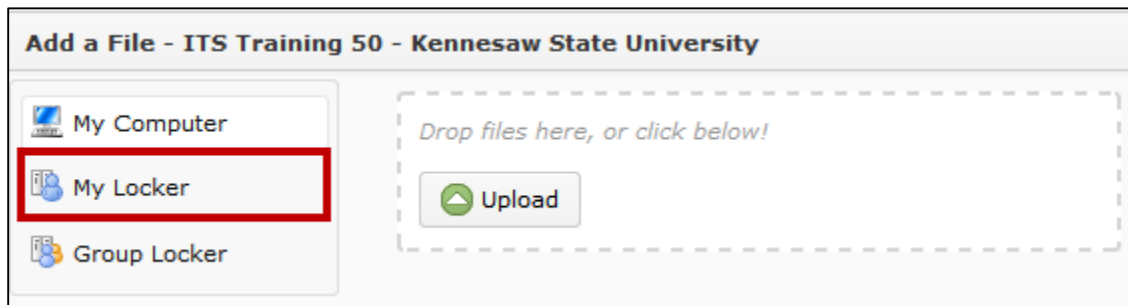 Add a File - ITS Training 50 - Kennesaw State University
My Computer
My Locker
Group Locker
Drop files here, or click below!
Upload